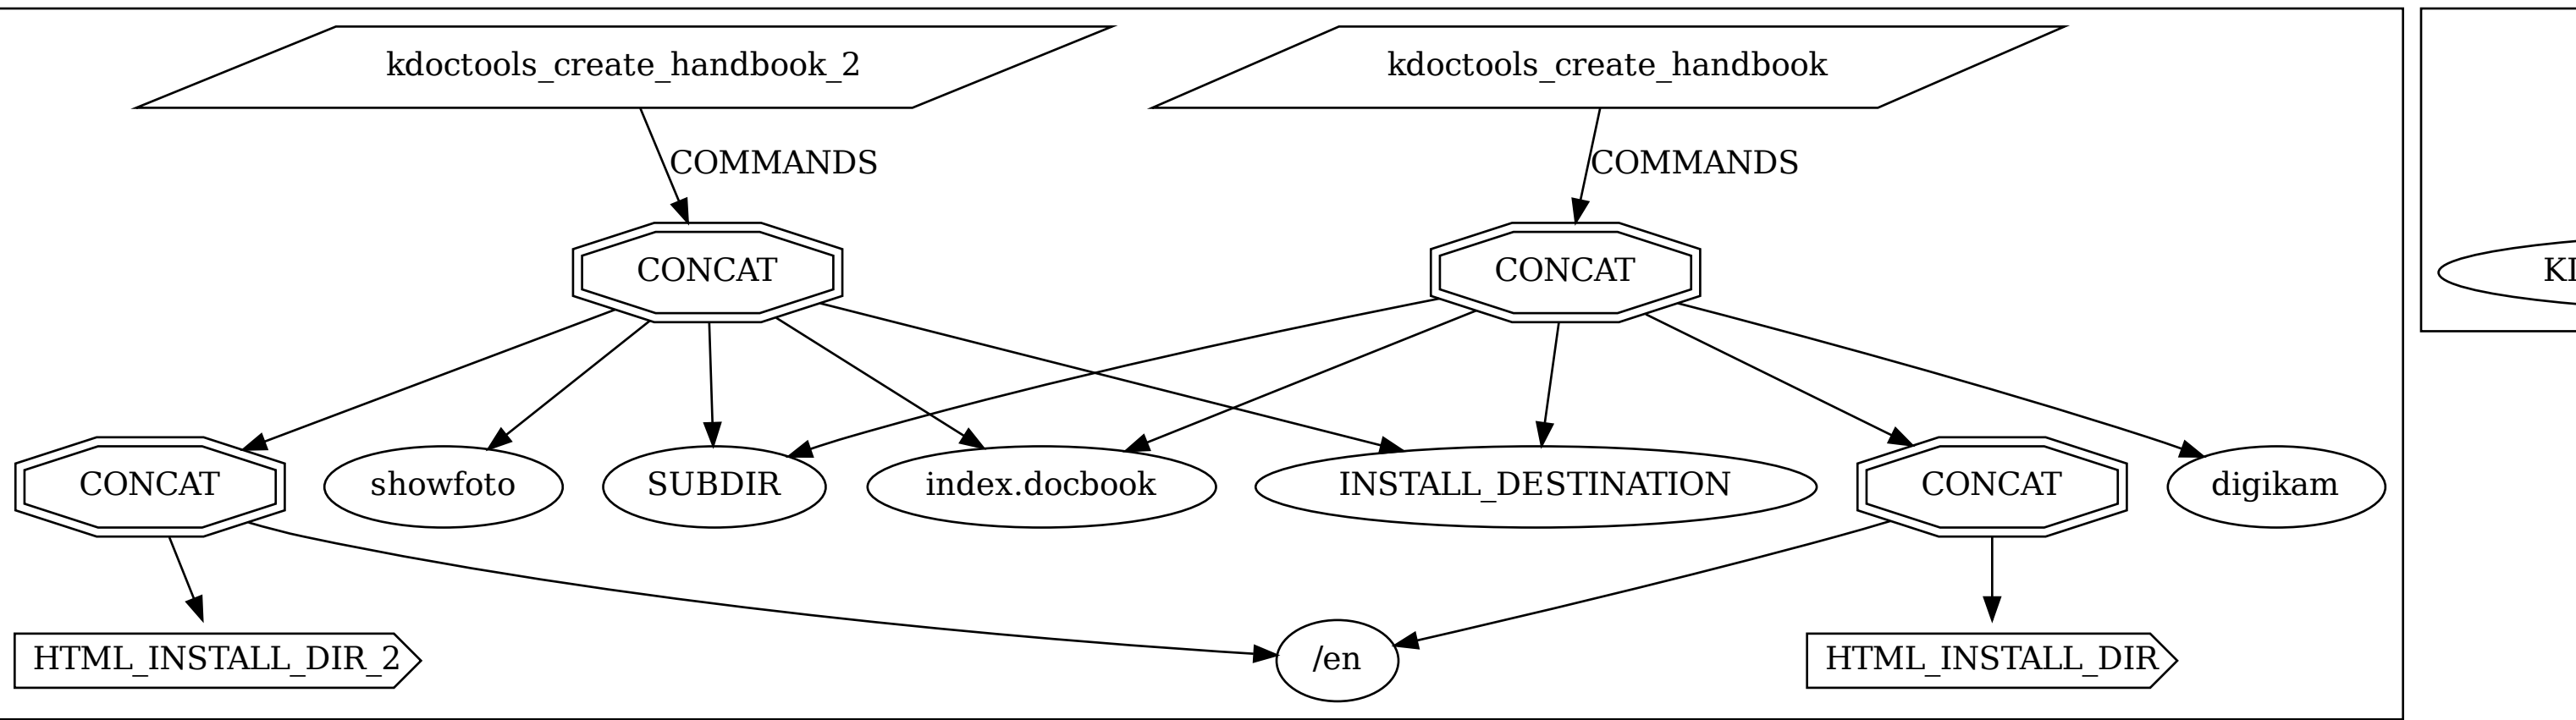 kdoctools_create_handbook_2
kdoctools_create_handbook
COMMANDS
COMMANDS
CONCAT
CONCAT
CONCAT
showfoto
SUBDIR
index.docbook
INSTALL_DESTINATION
CONCAT
digikam
HTML_INSTALL_DIR_2
/en
HTML_INSTALL_DIR